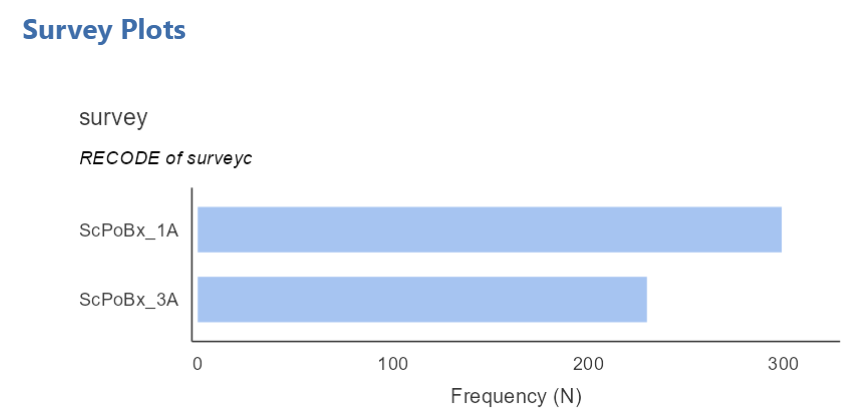 Survey Plots
survey
RECODE of surveyc
ScPoBx_1A
ScPoBx_3A
0 100 200 300
Frequency (N)